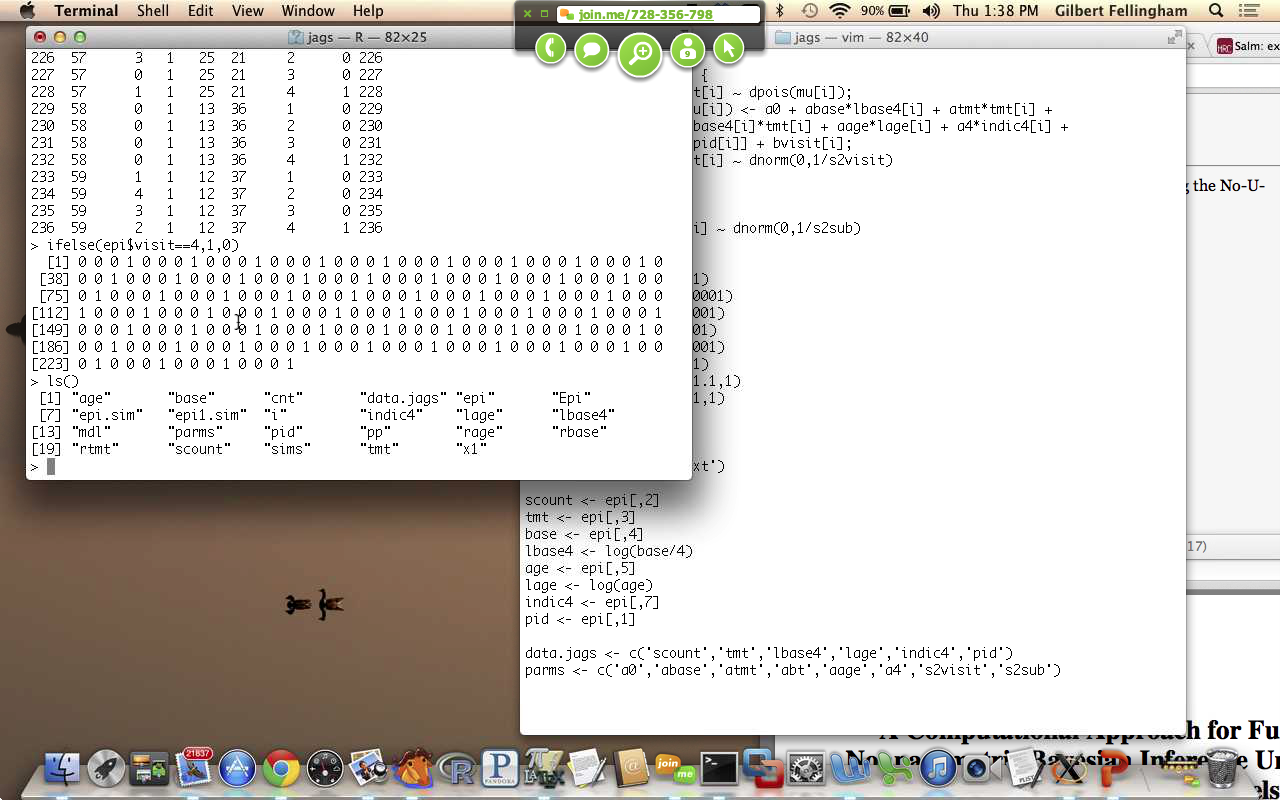 Terminal Shell Edit View Window Help
join.me/728-356-798
90% Thu 1:38 PM Gilbert Fellingham
jags — R — 82×25
226 57 3 1 25 21 2 0 226
227 57 0 1 25 21 3 0 227
228 57 1 1 25 21 4 1 228
229 58 0 1 13 36 1 0 229
230 58 0 1 13 36 2 0 230
231 58 0 1 13 36 3 0 231
232 58 0 1 13 36 4 1 232
233 59 1 1 12 37 1 0 233
234 59 4 1 12 37 2 0 234
235 59 3 1 12 37 3 0 235
236 59 2 1 12 37 4 1 236
> ifelse(epi$visit==4,1,0)
[1] 0 0 0 1 0 0 0 1 0 0 0 1 0 0 0 1 0 0 0 1 0 0 0 1 0 0 0 1 0 0 0 1 0 0 0 1 0
[38] 0 0 1 0 0 0 1 0 0 0 1 0 0 0 1 0 0 0 1 0 0 0 1 0 0 0 1 0 0 0 1 0 0 0 1 0 0
[75] 0 1 0 0 0 1 0 0 0 1 0 0 0 1 0 0 0 1 0 0 0 1 0 0 0 1 0 0 0 1 0 0 0 1 0 0 0
[112] 1 0 0 0 1 0 0 0 1 0 0 0 1 0 0 0 1 0 0 0 1 0 0 0 1 0 0 0 1 0 0 0 1 0 0 0 1
[149] 0 0 0 1 0 0 0 1 0 0 0 1 0 0 0 1 0 0 0 1 0 0 0 1 0 0 0 1 0 0 0 1 0 0 0 1 0
[186] 0 0 1 0 0 0 1 0 0 0 1 0 0 0 1 0 0 0 1 0 0 0 1 0 0 0 1 0 0 0 1 0 0 0 1 0 0
[223] 0 1 0 0 0 1 0 0 0 1 0 0 0 1
> ls()
[1] "age" "base" "cnt" "data.jags" "epi" "Epi"
[7] "epi.sim" "epi1.sim" "i" "indic4" "lage" "lbase4"
[13] "mdl" "parms" "pid" "pp" "rage" "rbase"
[19] "rtmt" "scount" "sims" "tmt" "x1"
>
jags — vim — 82×40
{
t[i] ~ dpois(mu[i]);
u[i]) <- a0 + abase*lbase4[i] + atmt*tmt[i] +
base4[i]*tmt[i] + aage*lage[i] + a4*indic4[i] +
pid[i]] + bvisit[i];
t[i] ~ dnorm(0,1/s2visit)
i] ~ dnorm(0,1/s2sub)
1)
0001)
001)
01)
001)
1)
1.1,1)
1,1)
xt')
scount <- epi[,2]
tmt <- epi[,3]
base <- epi[,4]
lbase4 <- log(base/4)
age <- epi[,5]
lage <- log(age)
indic4 <- epi[,7]
pid <- epi[,1]
data.jags <- c('scount','tmt','lbase4','lage','indic4','pid')
parms <- c('a0','abase','atmt','abt','aage','a4','s2visit','s2sub')
Salm: ex
g the No-U-
17)
A Computational Approach for Fu
Bayesian Inference Un
els
21837
PANDORA
join me